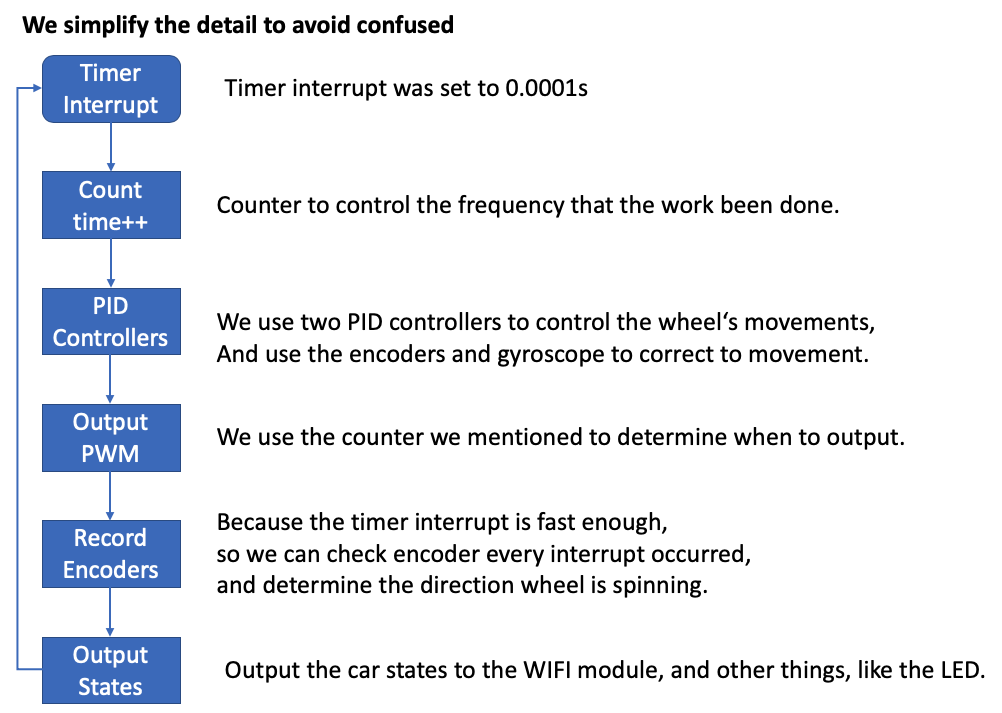 We simplify the detail to avoid confused
Timer
Interrupt
Timer interrupt was set to 0.0001s
Count
time++
Counter to control the frequency that the work been done.
PID
Controllers
We use two PID controllers to control the wheel‘s movements,
And use the encoders and gyroscope to correct to movement.
Output
PWM
We use the counter we mentioned to determine when to output.
Record
Encoders
Because the timer interrupt is fast enough,
so we can check encoder every interrupt occurred,
and determine the direction wheel is spinning.
Output
States
Output the car states to the WIFI module, and other things, like the LED.